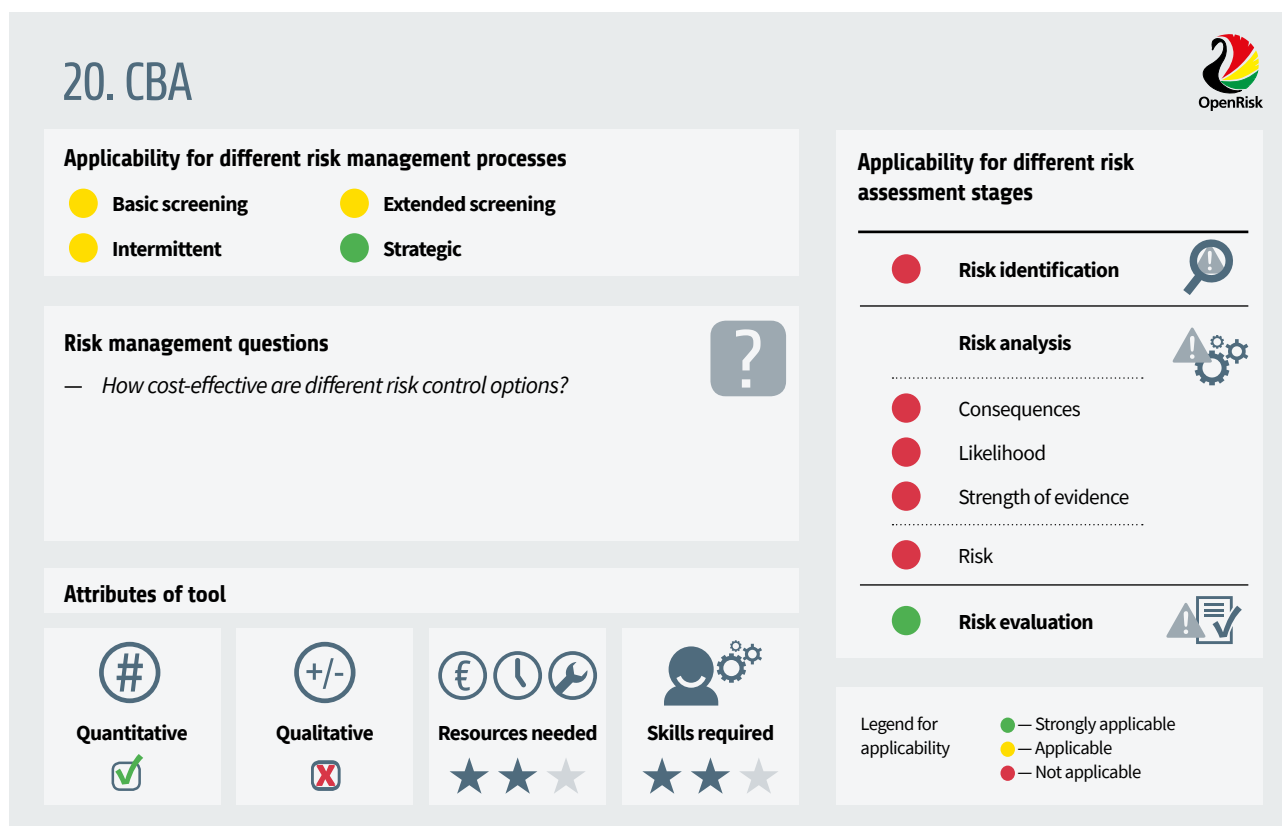 20. CBA
OpenRisk
Applicability for different risk management processes
Basic screening
Extended screening
Intermittent
Strategic
Risk management questions
— How cost-effective are different risk control options?
?
Attributes of tool
#
Quantitative
+/-
Qualitative
X
€
Resources needed
Skills required
Applicability for different risk
assessment stages
!
Risk identification
!
Risk analysis
Consequences
Likelihood
Strength of evidence
Risk
!
Risk evaluation
Legend for
applicability
— Strongly applicable
— Applicable
— Not applicable